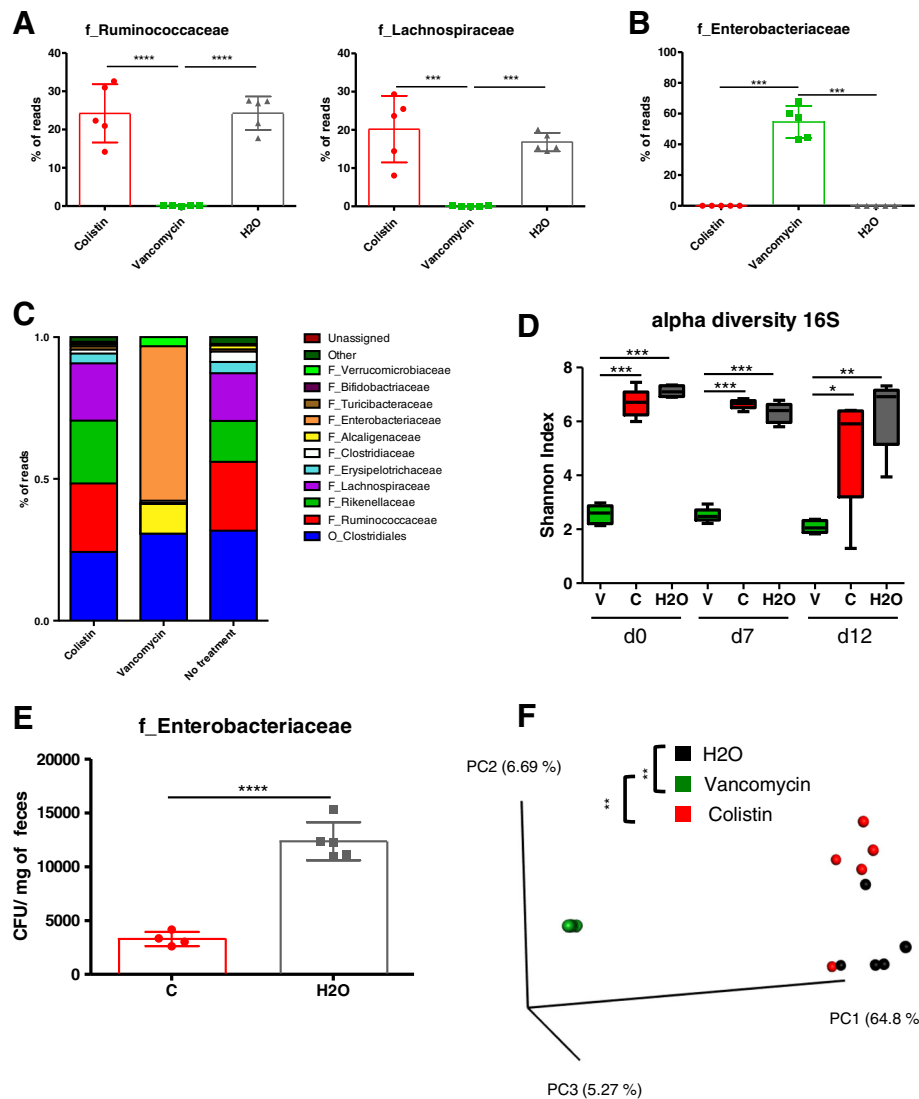 A
f_Ruminococcaceae
% of reads
40
30
20
10
0
****
****
Colistin
Vancomycin
H2O
f_Lachnospiraceae
% of reads
40
30
20
10
0
***
***
Colistin
Vancomycin
H2O
B
f_Enterobacteriaceae
% of reads
100
80
60
40
20
0
***
***
Colistin
Vancomycin
H2O
C
% of reads
1.0
0.5
0.0
Colistin
Vancomycin
No treatment
Unassigned
Other
F_Verrucomicrobiaceae
F_Bifidobactriaceae
F_Turicibacteraceae
F_Enterobacteriaceae
F_Alcaligenaceae
F_Clostridiaceae
F_Erysipelotrichaceae
F_Lachnospiraceae
F_Rikenellaceae
F_Ruminococcaceae
O_Clostridiales
D
alpha diversity 16S
Shannon Index
8
6
4
2
0
***
***
***
***
**
*
V C H2O V C H2O V C H2O
d0 d7 d12
E
f_Enterobacteriaceae
CFU/ mg of feces
20000
15000
10000
5000
0
****
C
H2O
F
PC2 (6.69 %)
** **
H2O
Vancomycin
Colistin
PC1 (64.8 %
PC3 (5.27 %)